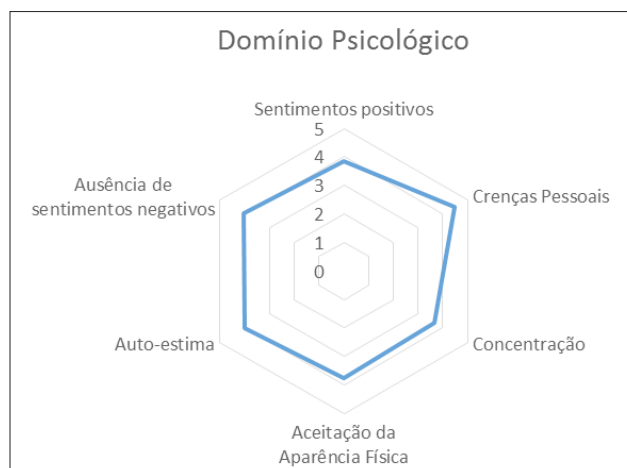 Domínio Psicológico
Sentimentos positivos
5
4
3
2
1
0
Crenças Pessoais
Concentração
Aceitação da
Aparência Física
Auto-estima
Ausência de
sentimentos negativos